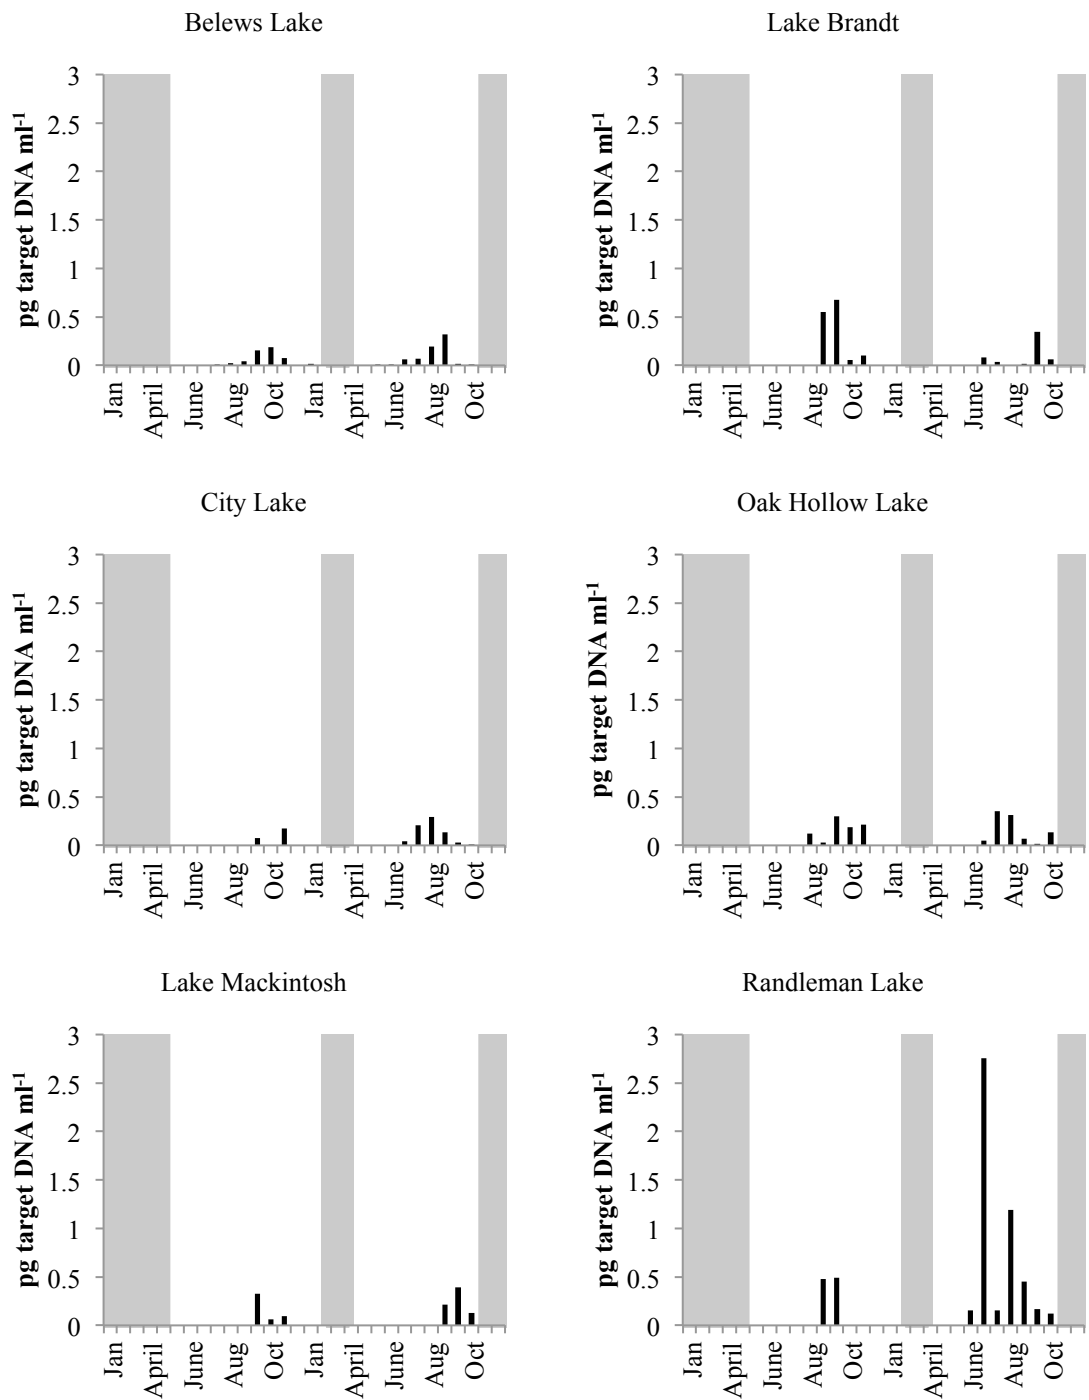 Belews Lake
pg target DNA ml-1
3
2.5
2
1.5
1
0.5
0
Jan April June Aug Oct Jan April June Aug Oct
Lake Brandt
pg target DNA ml-1
3
2.5
2
1.5
1
0.5
0
Jan April June Aug Oct Jan April June Aug Oct
City Lake
pg target DNA ml-1
3
2.5
2
1.5
1
0.5
0
Jan April June Aug Oct Jan April June Aug Oct
Oak Hollow Lake
pg target DNA ml-1
3
2.5
2
1.5
1
0.5
0
Jan April June Aug Oct Jan April June Aug Oct
Lake Mackintosh
pg target DNA ml-1
3
2.5
2
1.5
1
0.5
0
Jan April June Aug Oct Jan April June Aug Oct
Randleman Lake
pg target DNA ml-1
3
2.5
2
1.5
1
0.5
0
Jan April June Aug Oct Jan April June Aug Oct